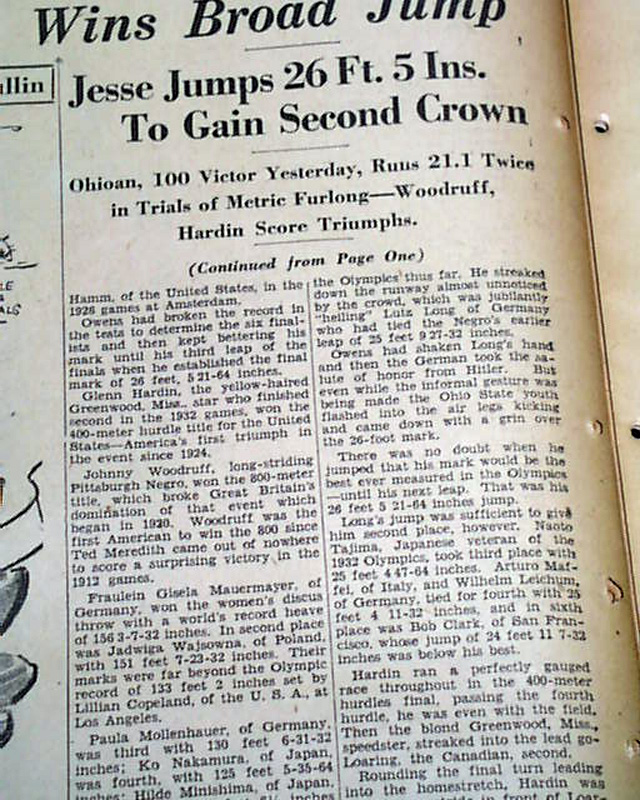 Wins Broad Jump
ullin
Jesse Jumps 26 Ft. 5 Ins.
To Gain Second Crown
Ohioan, 100 Victor Yesterday, Runs 21.1 Twice
in Trials of Metric Furlong—Woodruff,
Hardin Score Triumphs.
(Continued from Page One)
Hamm, of the United States, in the
1928 games at Amsterdam.
Owens had broken the record in
the tests to determine the six final-
ists and then kept bettering his
mark until his third leap of the
finals when he established the final
mark of 26 feet, 5 21-64 inches.
Glenn Hardin, the yellow-haired
Greenwood, Miss., star who finished
second in the 1932 games, won the
400-meter hurdle title for the United
States—America's first triumph in
the event since 1924.
Johnny Woodruff, long-striding
Pittsburgh Negro, won the 800-meter
title, which broke Great Britain's
domination of that event which
began in 1920. Woodruff was the
first American to win the 800 since
Ted Meredith came out of nowhere
to score a surprising victory in the
1912 games.
Fraulein Gisela Mauermayer, of
Germany, won the women's discus
throw with a world's record heave
of 156 3-7-32 inches. In second place
was Jadwiga Wajsowna, of Poland,
with 151 feet 7-23-32 inches. Their
marks were far beyond the Olympic
record of 133 feet 2 inches set by
Lillian Copeland, of the U. S. A., at
Los Angeles.
Paula Mollenhauer, of Germany,
was third with 130 feet 6-31-32
inches; Ko Nakamura, of Japan,
was fourth, with 125 feet 5-35-64
inches; Hilde Minishima, of Japan,
the Olympics thus far. He streaked
down the runway almost unnoticed
by the crowd, which was jubilantly
"heiling" Lutz Long of Germany
who had tied the Negro's earlier
leap of 25 feet 9 27-32 inches.
Owens had shaken Long's hand
and then the German took the sa-
lute of honor from Hitler. But
even while the informal gesture was
being made the Ohio State youth
flashed into the air legs kicking
and came down with a grin over
the 26-foot mark.
There was no doubt when he
jumped that his mark would be the
best ever measured in the Olympics
—until his next leap. That was his
26 feet 5 21-64 inches jump.
Long's jump was sufficient to give
him second place, however. Naoto
Tajima, Japanese veteran of the
1932 Olympics, took third place with
25 feet 4 47-64 inches. Arturo Maf-
fei, of Italy, and Wilhelm Leichum,
of Germany, tied for fourth with 25
feet 4 11-32 inches, and in sixth
place was Bob Clark, of San Fran-
cisco, whose jump of 24 feet 11 7-32
inches was below his best.
Hardin ran a perfectly gauged
race throughout in the 400-meter
hurdles final, passing the fourth
hurdle, he was even with the field.
Then the blond Greenwood, Miss.,
speedster, streaked into the lead go-
Loaring, the Canadian, second.
Rounding the final turn leading
into the homestretch, Hardin was